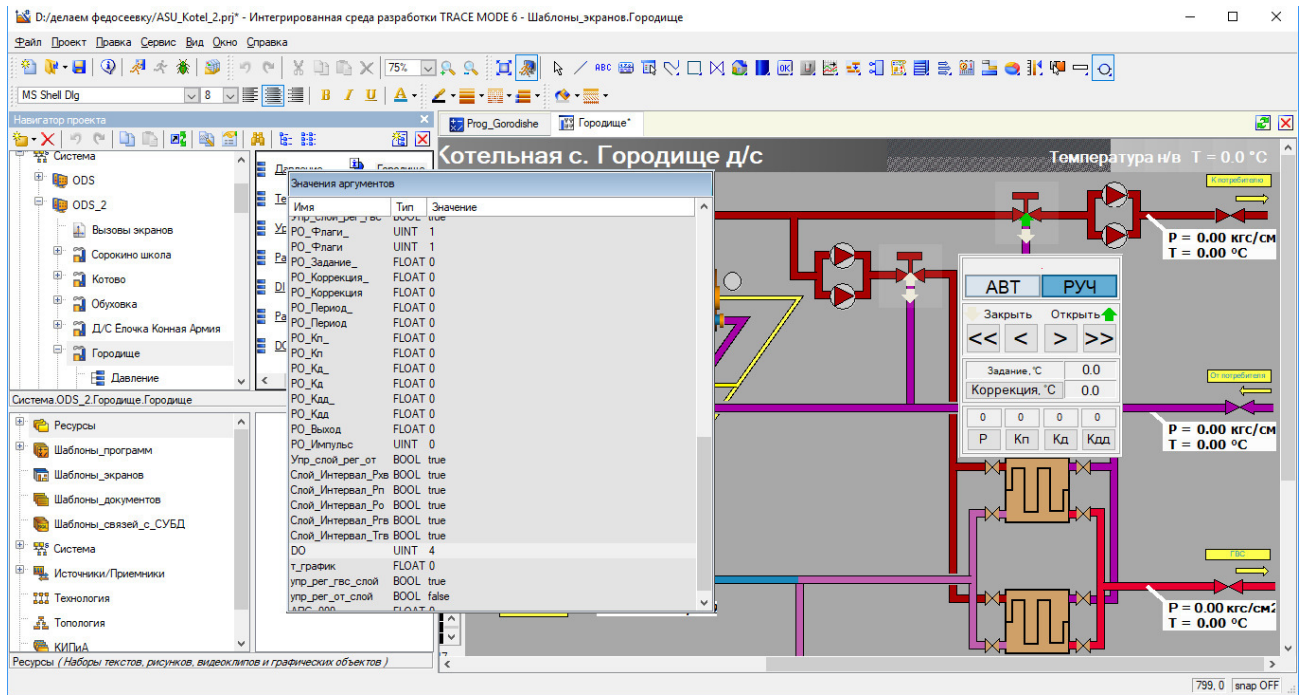 D:/делаем федосеевку/ASU_Kotel_2.prj* - Интегрированная среда разработки TRACE MODE 6 - Шаблоны_экранов.Городище
Файл Проект Правка Сервис Вид Окно Справка
75%
ABC
OK
MS Shell Dlg 8 B I U A
Навигатор проекта
Prog_Gorodishe Городище*
Система
ODS
ODS_2
Вызовы экранов
Сорокино школа
Котово
Обуховка
Д/С Ёлочка Конная Армия
Городище
Давление
Система.ODS_2.Городище.Городище
Ресурсы
Шаблоны_программ
Шаблоны_экранов
Шаблоны_документов
Шаблоны_связей_с_СУБД
Система
Источники/Приемники
Технология
Топология
КИПиА
Ресурсы ( Наборы текстов, рисунков, видеоклипов и графических объектов )
Значения аргументов
Имя Тип Значение
Упр_слой_рег_гвс BOOL true
РО_Флаги_ UINT 1
РО_Флаги UINT 1
РО_Задание_ FLOAT 0
РО_Коррекция_ FLOAT 0
РО_Коррекция FLOAT 0
РО_Период_ FLOAT 0
РО_Период FLOAT 0
РО_Кп_ FLOAT 0
РО_Кп FLOAT 0
РО_Кд_ FLOAT 0
РО_Кд FLOAT 0
РО_Кдд_ FLOAT 0
РО_Кдд FLOAT 0
РО_Выход FLOAT 0
РО_Импульс UINT 0
Упр_слой_рег_от BOOL true
Слой_Интервал_Рхв BOOL true
Слой_Интервал_Рп BOOL true
Слой_Интервал_Ро BOOL true
Слой_Интервал_Ргв BOOL true
Слой_Интервал_Тгв BOOL true
DO UINT 4
т_график FLOAT 0
упр_рег_гвс_слой BOOL true
упр_рег_от_слой BOOL false
Котельная с. Городище д/с
Температура н/в T = 0.0 °C
К потребителю
P = 0.00 кгс/см
T = 0.00 ºC
АВТ РУЧ
Закрыть Открыть
<< < > >>
Задание, °C 0.0
Коррекция, °C 0.0
0 0 0 0
Р Кп Кд Кдд
От потребителя
P = 0.00 кгс/см
T = 0.00 ºC
ГВС
P = 0.00 кгс/см2
T = 0.00 ºC
799, 0 snap OFF